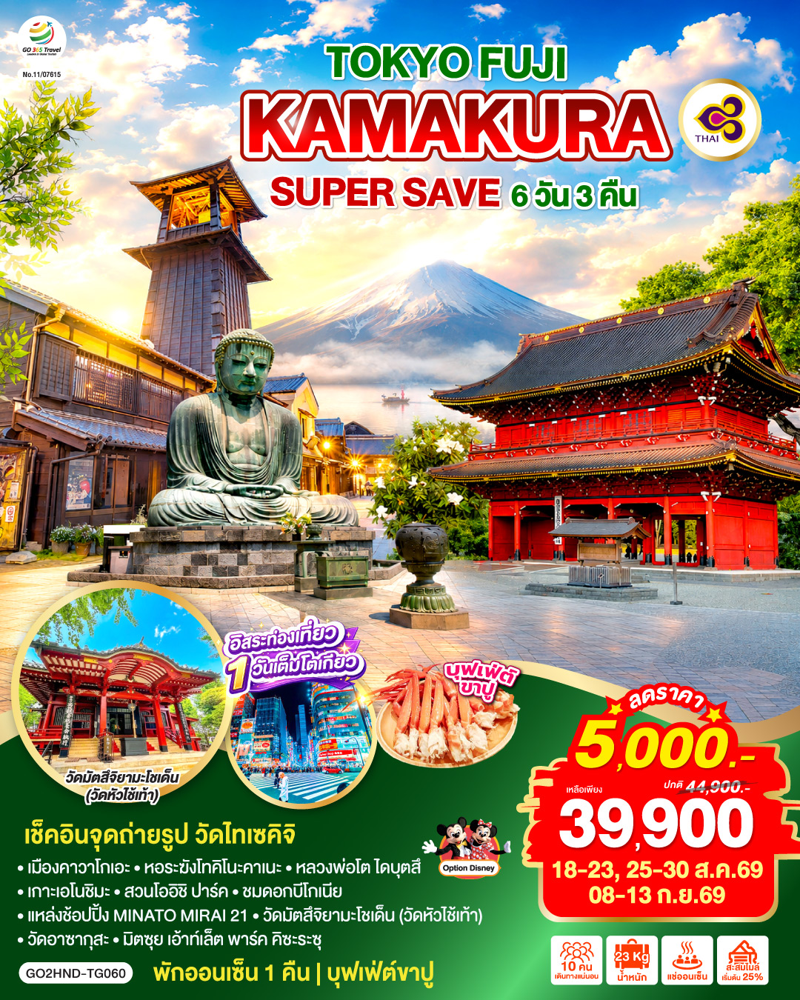 GO 365 Travel
Leaders in Global Tourism
No.11/07615
TOKYO FUJI
KAMAKURA
THAI
SUPER SAVE 6 วัน 3 คืน
อิสระท่องเที่ยว
1 วันเต็มโตเกียว
บุฟเฟ่ต์
ขาปู
วัดมัตสึจิยามะโชเด็น
(วัดหัวไช้เท้า)
ลดราคา
5,000.-
ปกติ 44,900.-
เหลือเพียง
39,900
18-23, 25-30 ส.ค.69
08-13 ก.ย.69
เช็คอินจุดถ่ายรูป วัดไทเซคิจิ
Option Disney
• เมืองคาวาโกเอะ • หอระฆังโทคิโนะคาเนะ • หลวงพ่อโต ไดบุตสึ
• เกาะเอโนชิมะ • สวนโออิชิ ปาร์ค • ชมดอกบีโกเนีย
• แหล่งช้อปปิ้ง MINATO MIRAI 21 • วัดมัตสึจิยามะโชเด็น (วัดหัวไช้เท้า)
• วัดอาซากุสะ • มิตซุย เอ้าท์เล็ต พาร์ค คิซะระซุ
GO2HND-TG060
พักออนเซ็น 1 คืน | บุฟเฟ่ต์ขาปู
10 คน
เดินทางแน่นอน
23 Kg
น้ำหนัก
แช่ออนเซ็น
สะสมไมล์
เริ่มต้น 25%